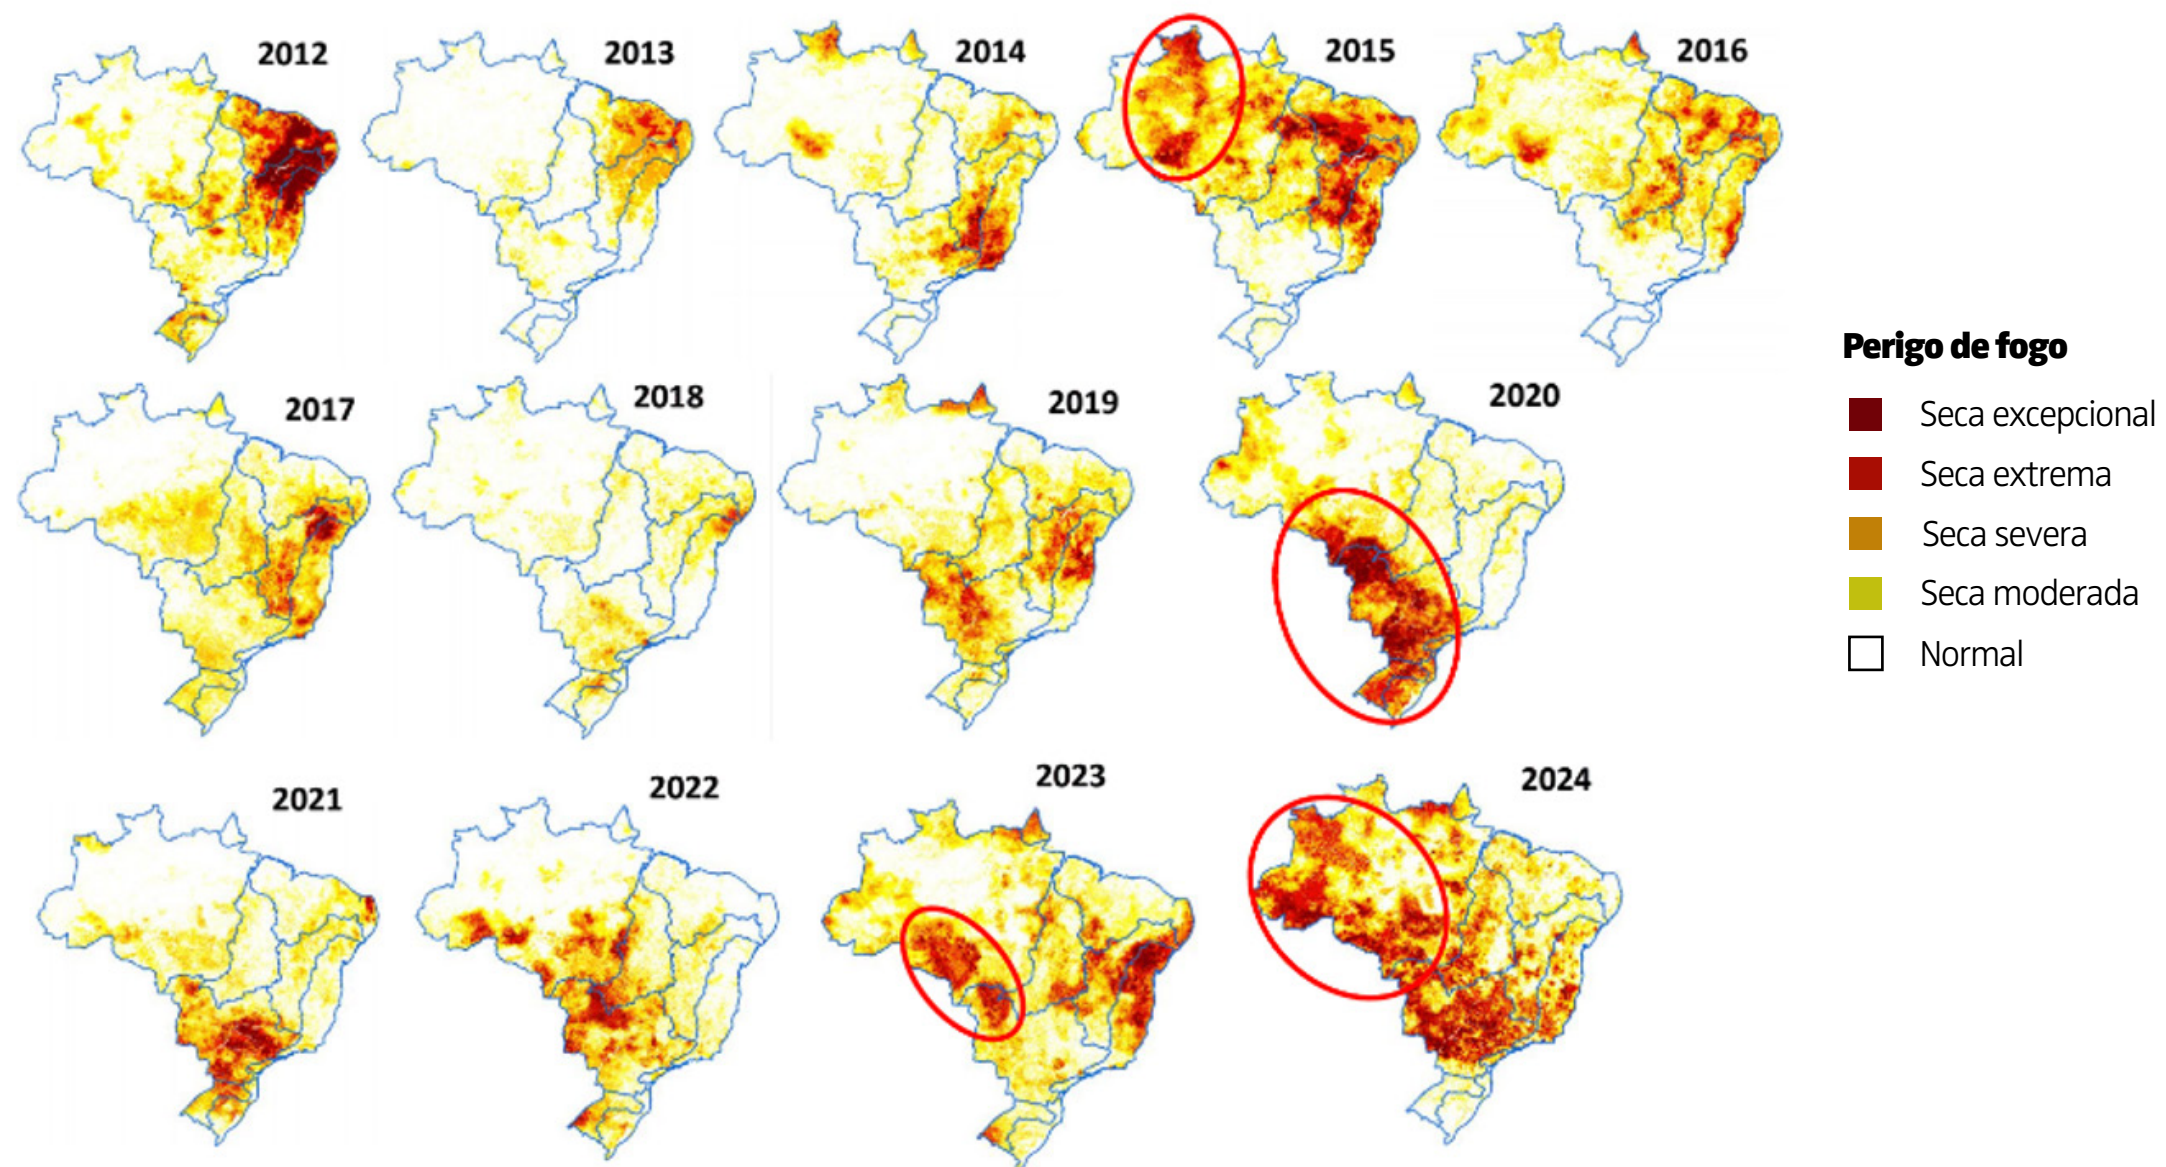 2012
2013
2014
2015
2016
2017
2018
2019
2020
2021
2022
2023
2024
Perigo de fogo
Seca excepcional
Seca extrema
Seca severa
Seca moderada
Normal